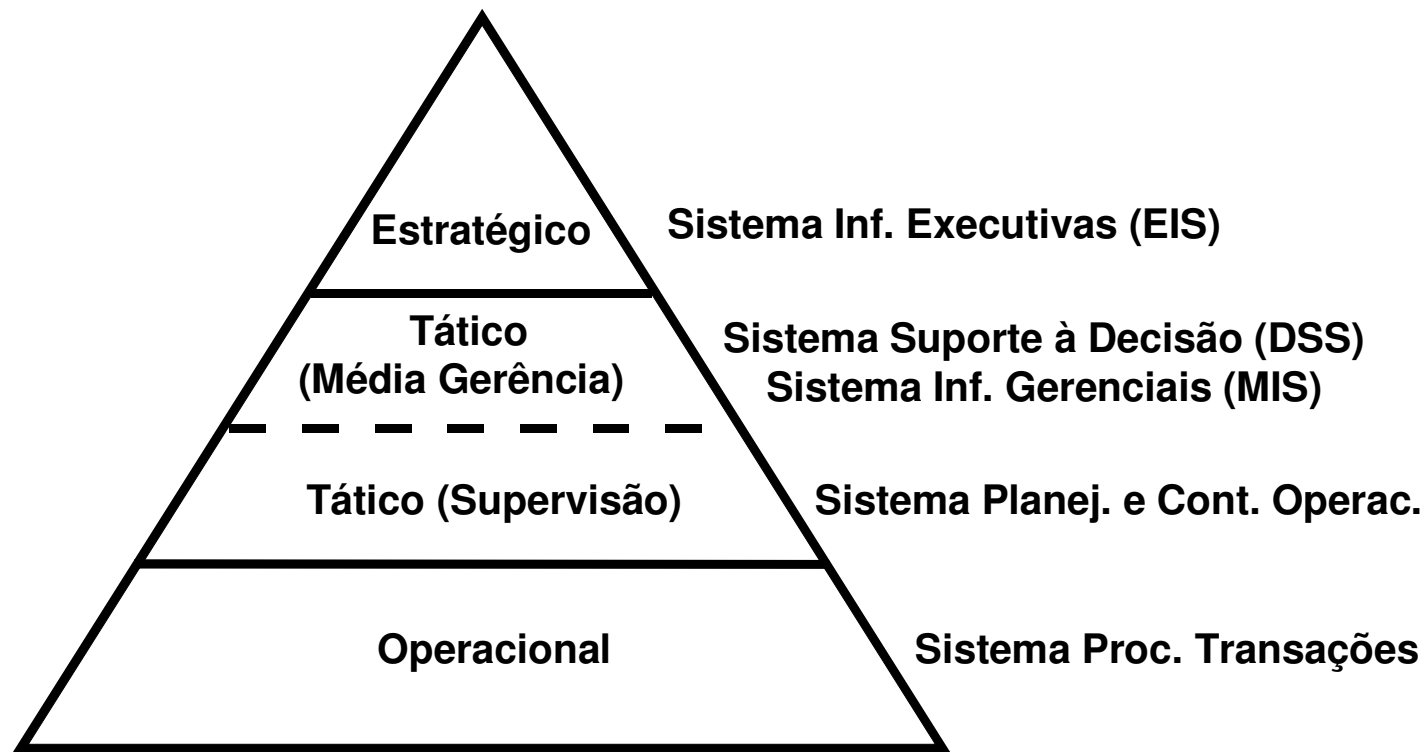 Estratégico
Sistema Inf. Executivas (EIS)
Tático
(Média Gerência)
Sistema Suporte à Decisão (DSS)
Sistema Inf. Gerenciais (MIS)
Tático (Supervisão)
Sistema Planej. e Cont. Operac.
Operacional
Sistema Proc. Transações